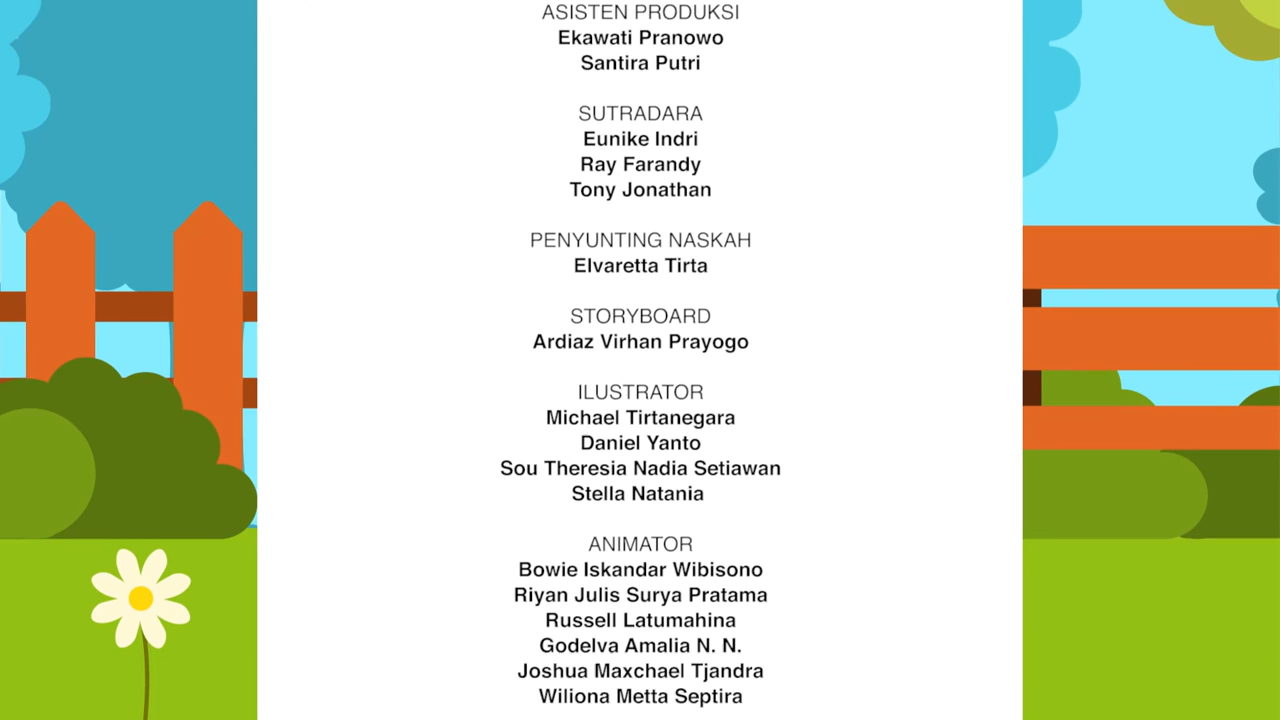 ASISTEN PRODUKSI
Ekawati Pranowo
Santira Putri
SUTRADARA
Eunike Indri
Ray Farandy
Tony Jonathan
PENYUNTING NASKAH
Elvaretta Tirta
STORYBOARD
Ardiaz Virhan Prayogo
ILUSTRATOR
Michael Tirtanegara
Daniel Yanto
Sou Theresia Nadia Setiawan
Stella Natania
ANIMATOR
Bowie Iskandar Wibisono
Riyan Julis Surya Pratama
Russell Latumahina
Godelva Amalia N. N.
Joshua Maxchael Tjandra
Wiliona Metta Septira